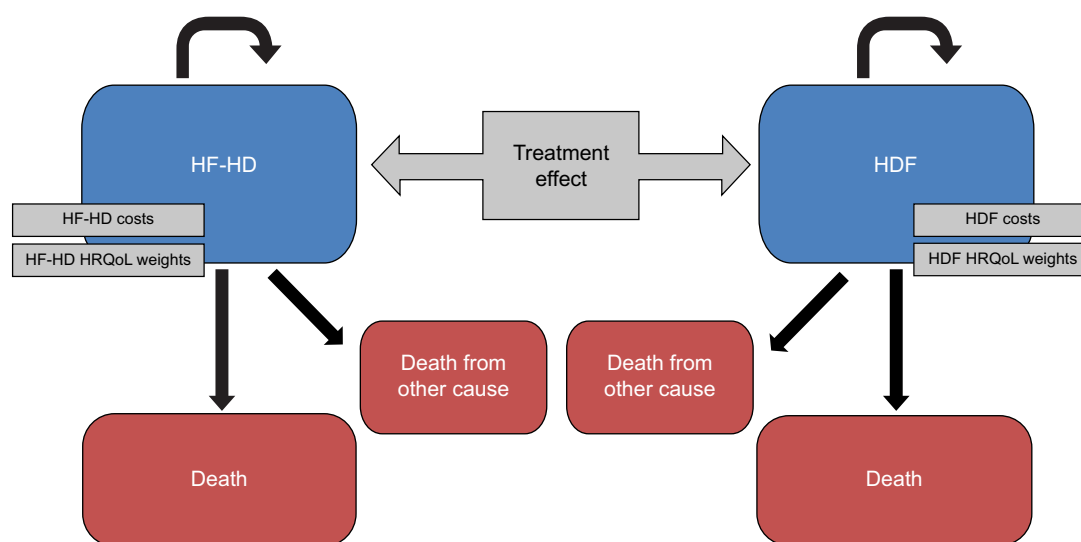 HF-HD
Treatment
effect
HDF
HF-HD costs
HF-HD HRQoL weights
HDF costs
HDF HRQoL weights
Death from
other cause
Death from
other cause
Death
Death